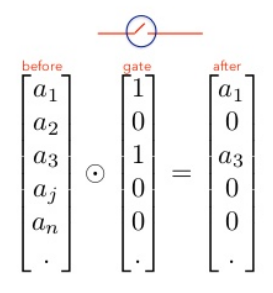 before gate after
a₁ 1 a₁
a₂ 0 0
a₃ ⊙ 1 = a₃
aⱼ 0 0
aₙ 0 0
. . .